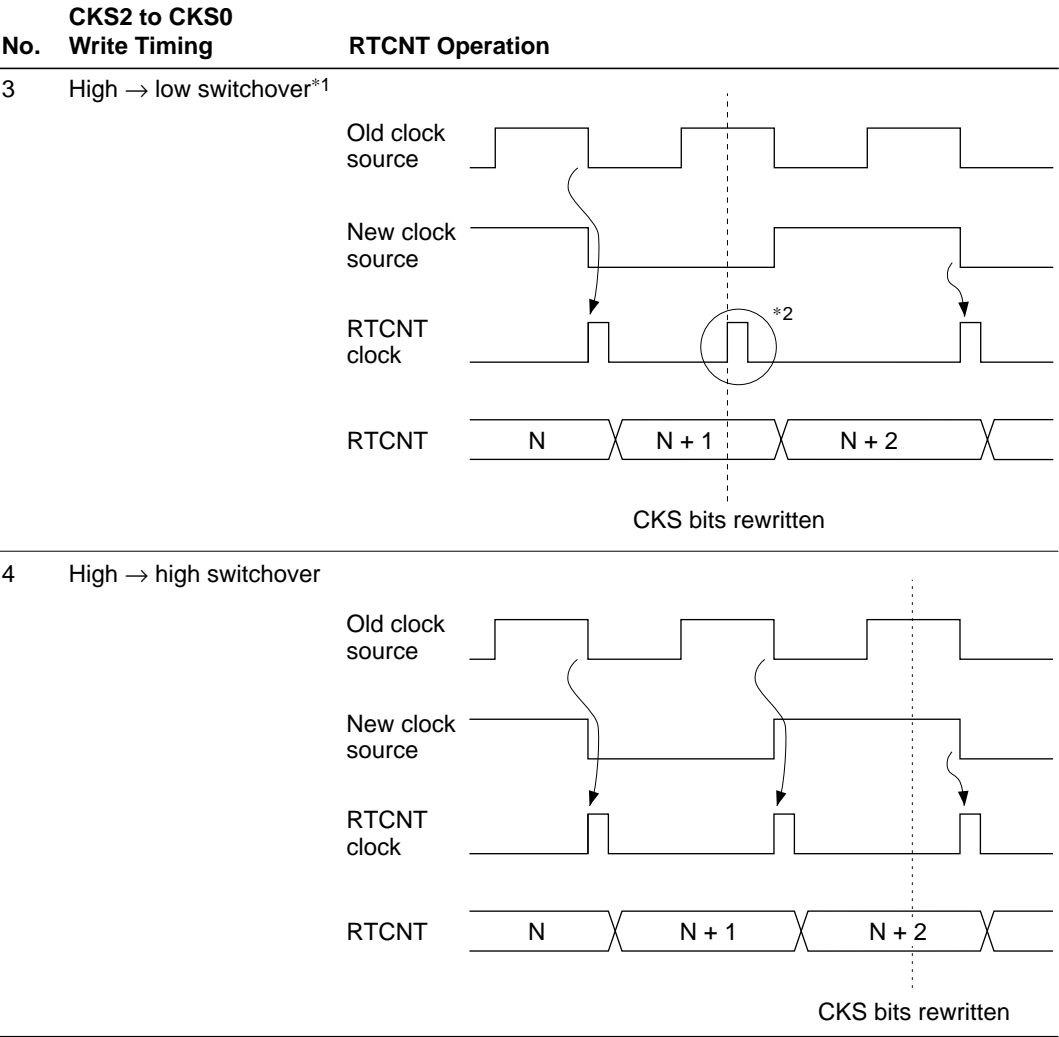 CKS2 to CKS0
No. Write Timing RTCNT Operation
3 High → low switchover*1
Old clock
source
New clock
source
RTCNT
clock
*2
RTCNT N N + 1 N + 2
CKS bits rewritten
4 High → high switchover
Old clock
source
New clock
source
RTCNT
clock
RTCNT N N + 1 N + 2
CKS bits rewritten